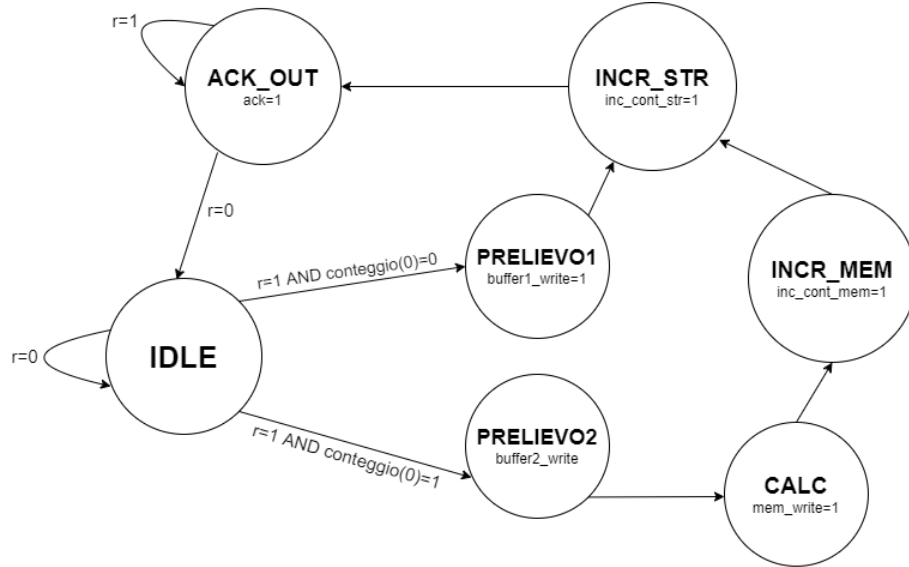 r=1
ACK_OUT
ack=1
INCR_STR
inc_cont_str=1
r=0
r=1 AND conteggio(0)=0
PRELIEVO1
buffer1_write=1
INCR_MEM
inc_cont_mem=1
r=0
IDLE
r=1 AND conteggio(0)=1
PRELIEVO2
buffer2_write
CALC
mem_write=1